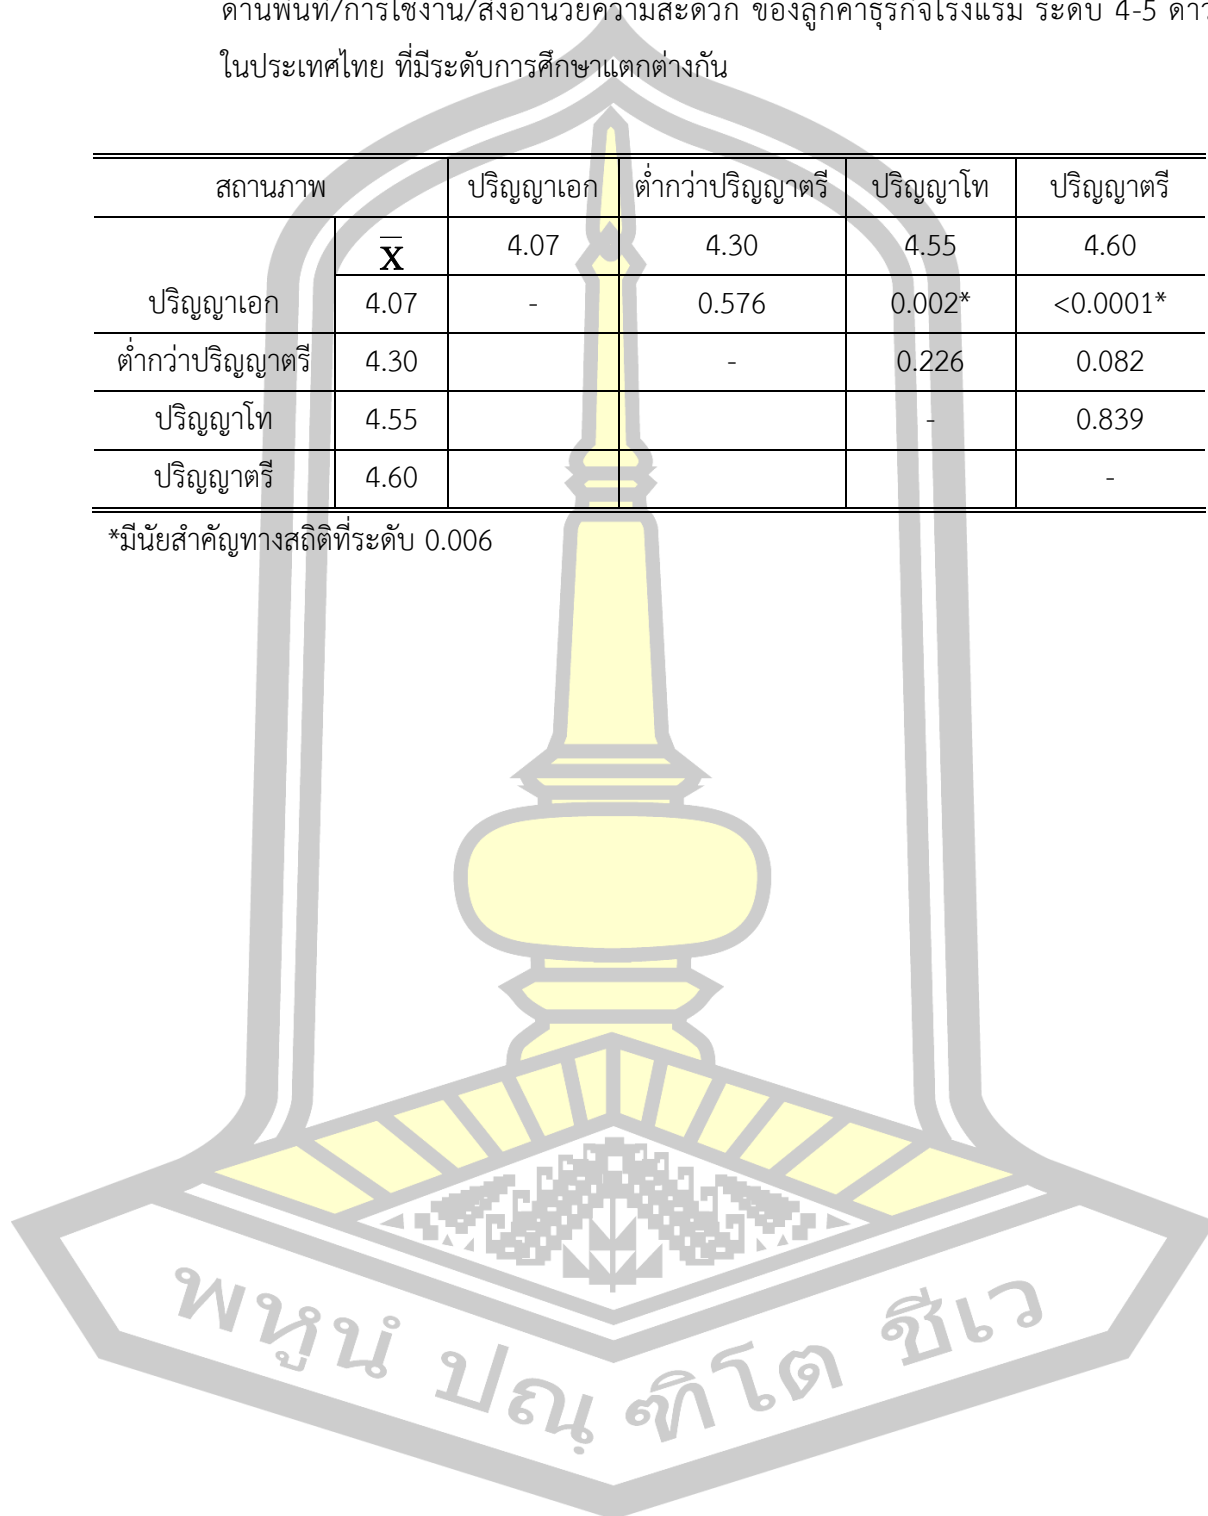 ด้านพื้นที่/การใช้งาน/สิ่งอำนวยความสะดวก ของลูกค้าธุรกิจโรงแรม ระดับ 4-5 ดาว
ในประเทศไทย ที่มีระดับการศึกษาแตกต่างกัน
สถานภาพ ปริญญาเอก ต่ำกว่าปริญญาตรี ปริญญาโท ปริญญาตรี
X̄ 4.07 4.30 4.55 4.60
ปริญญาเอก 4.07 - 0.576 0.002* <0.0001*
ต่ำกว่าปริญญาตรี 4.30 - 0.226 0.082
ปริญญาโท 4.55 - 0.839
ปริญญาตรี 4.60 -
*มีนัยสำคัญทางสถิติที่ระดับ 0.006
พหูนํ ปณฺฑิโต ชีเว